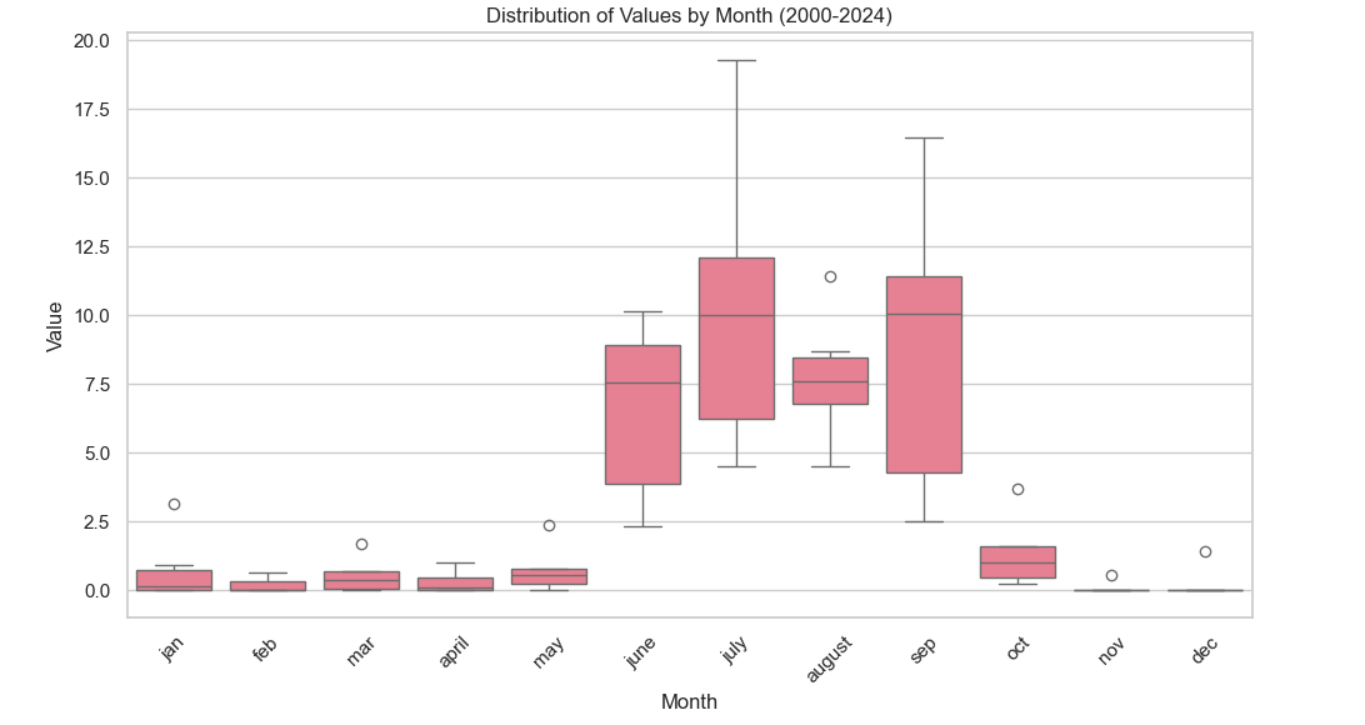 Distribution of Values by Month (2000-2024)
20.0
17.5
15.0
12.5
10.0
7.5
5.0
2.5
0.0
Value
jan
feb
mar
april
may
june
july
august
sep
oct
nov
dec
Month